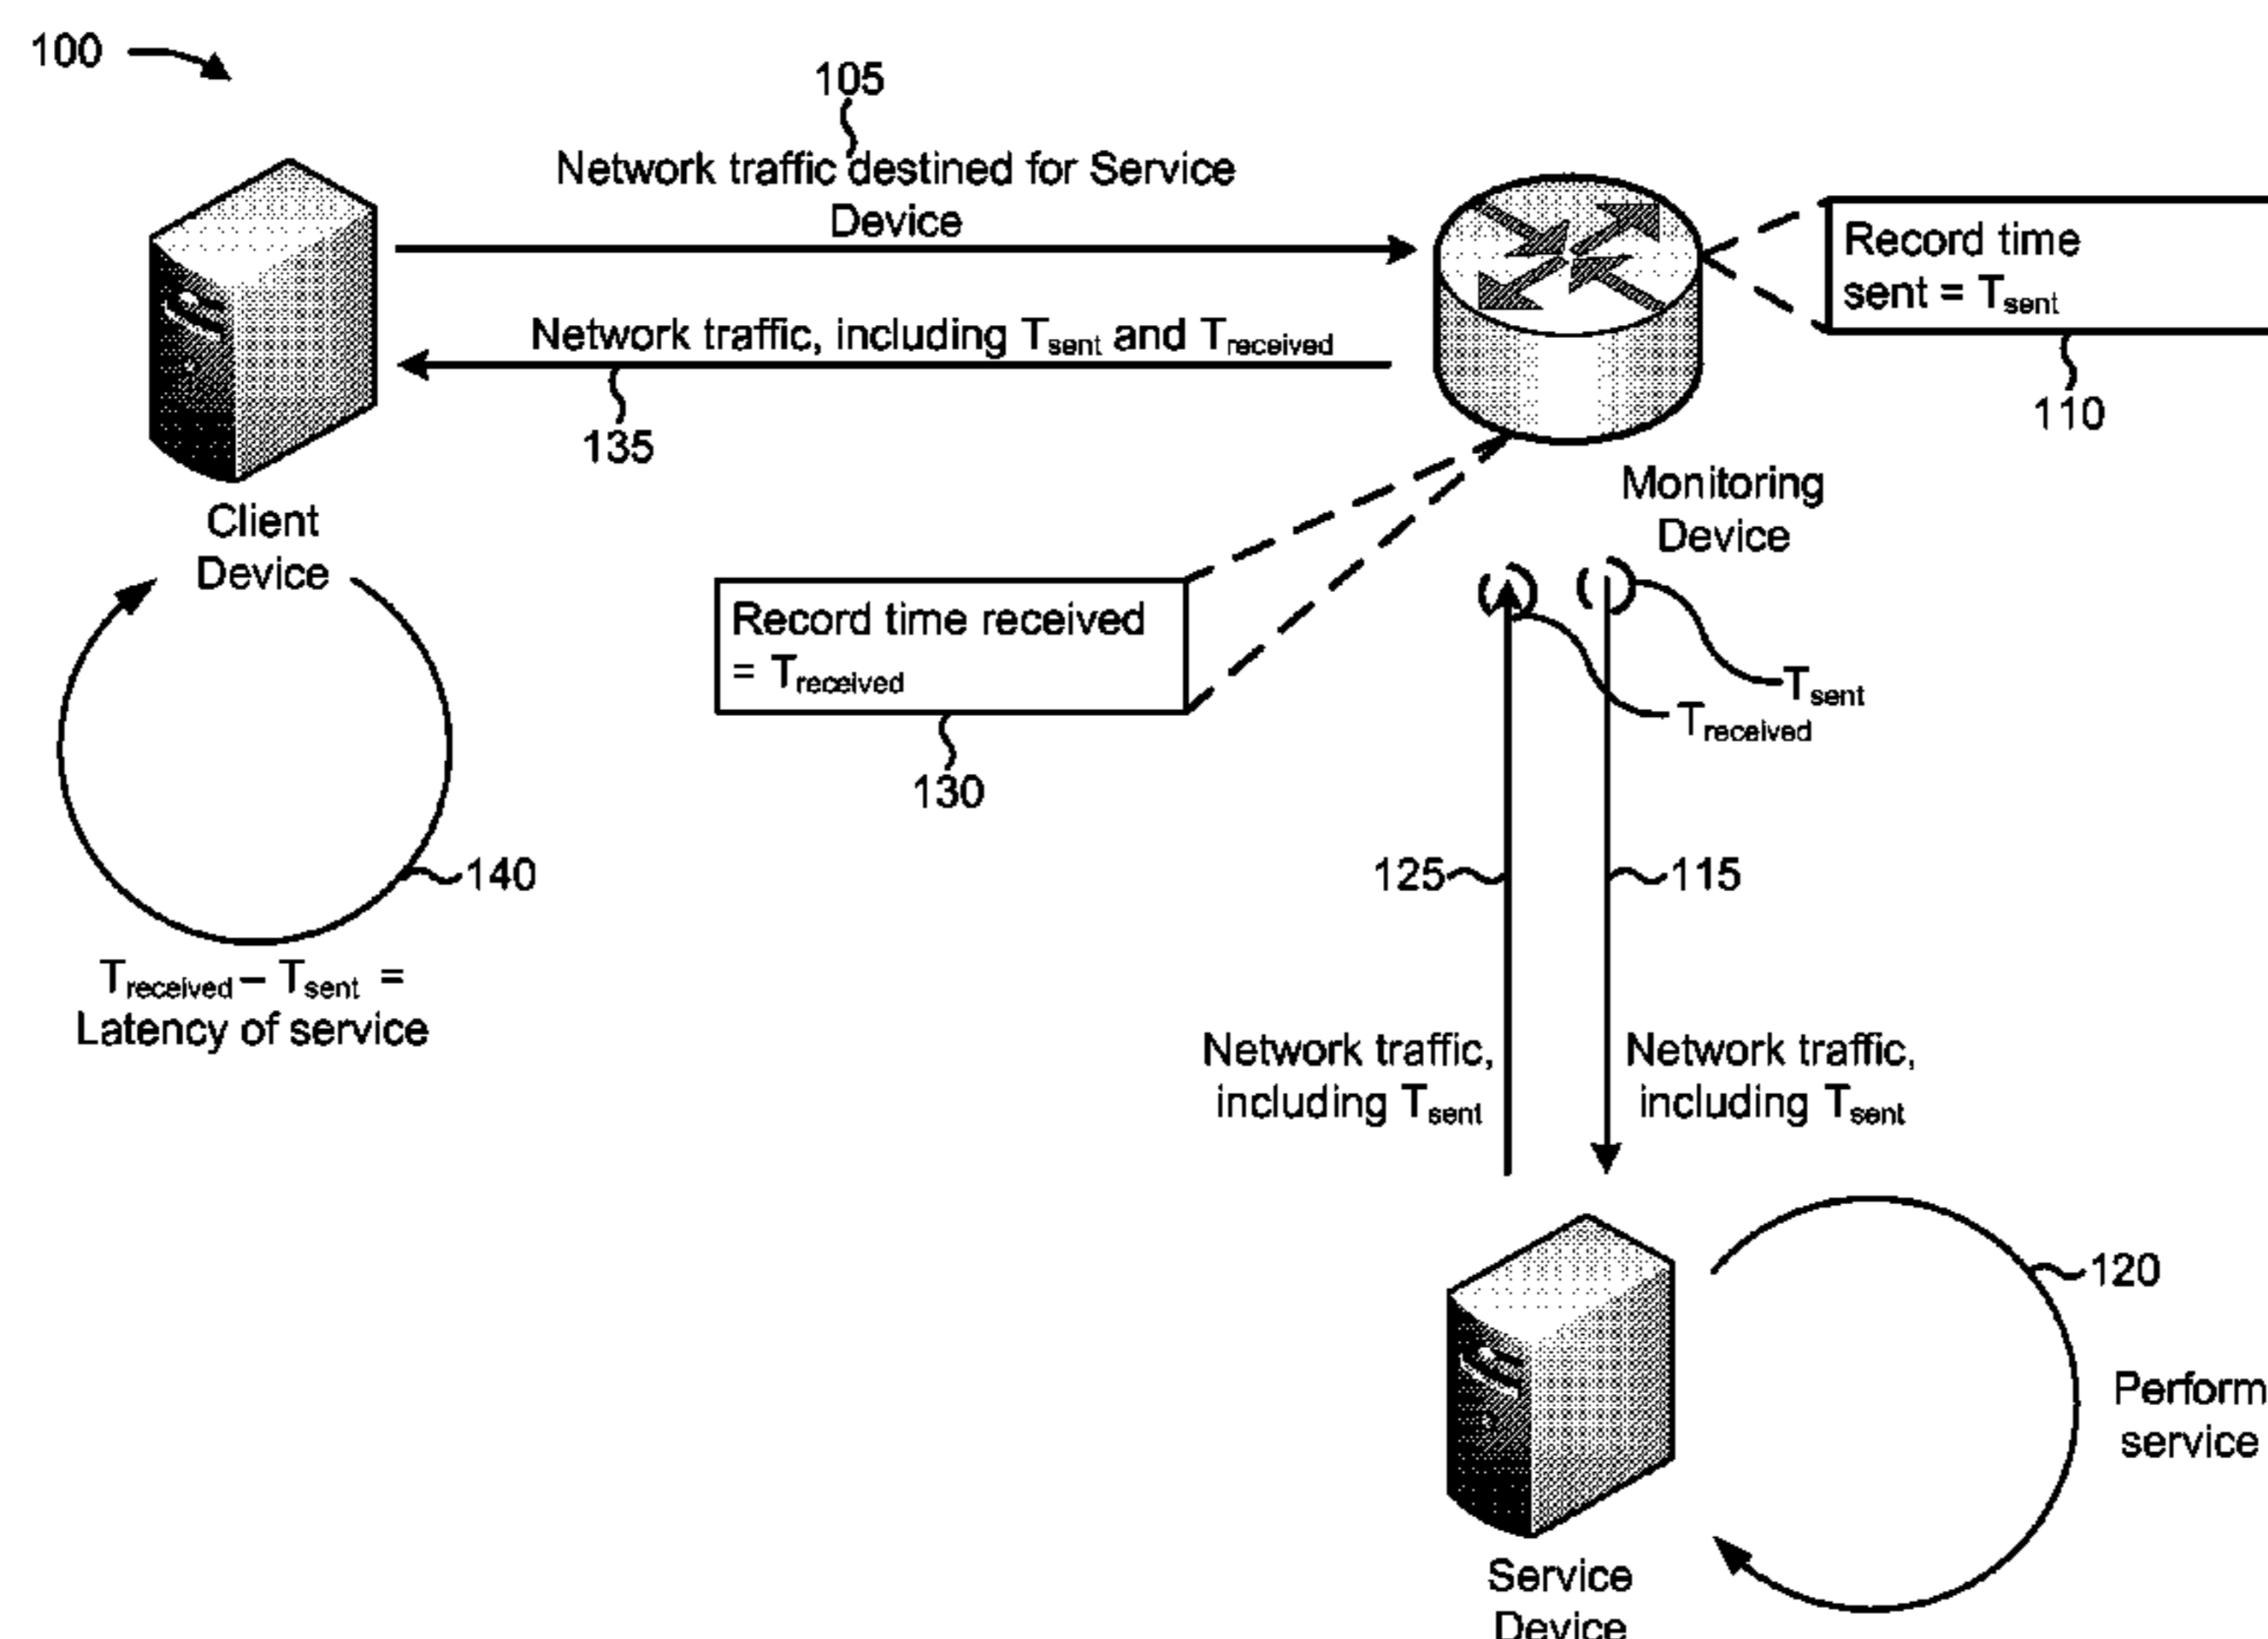 100
105
Network traffic destined for Service
Device
Record time
sent = Tsent
110
Network traffic, including Tsent and Treceived
135
Client
Device
Monitoring
Device
Record time received
= Treceived
130
Tsent
Treceived
140
Treceived – Tsent =
Latency of service
125
115
Network traffic,
including Tsent
Network traffic,
including Tsent
120
Perform
service
Service
Device